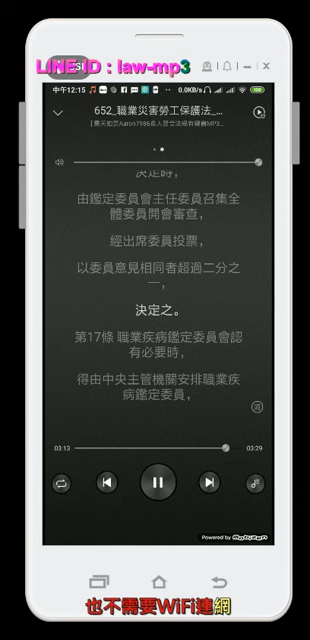 LINE ID：law-mp3
中午12:15
0.0KB/s
652_職業災害勞工保護法_...
決定時，
由鑑定委員會主任委員召集全
體委員開會審查，
經出席委員投票，
以委員意見相同者超過二分之
一，
決定之。
第17條 職業疾病鑑定委員會認
有必要時，
得由中央主管機關安排職業疾
病鑑定委員，
詞
03:13
03:29
Powered by
也不需要WiFi連網